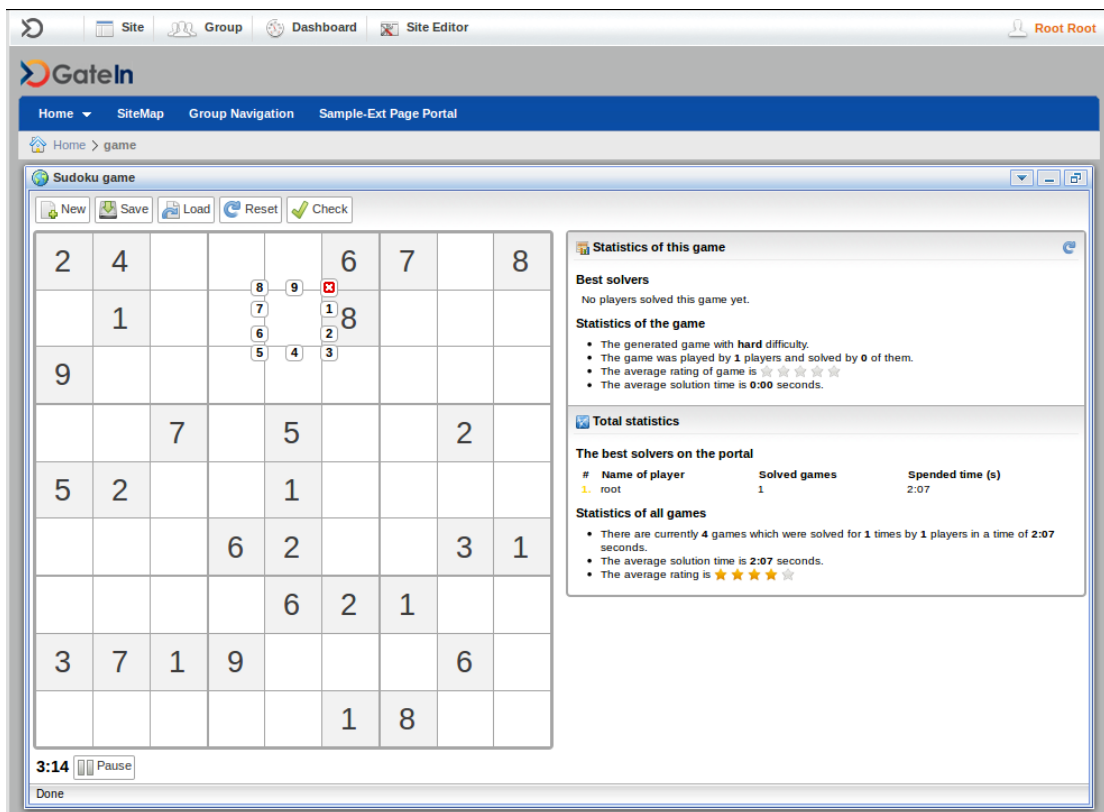 Site Group Dashboard Site Editor Root Root
GateIn
Home SiteMap Group Navigation Sample-Ext Page Portal
Home > game
Sudoku game
New Save Load Reset Check
2 4 6 7 8
8 9
7 1
1 8
6 2
5 4 3
9
7 5 2
5 2 1
6 2 3 1
6 2 1
3 7 1 9 6
1 8
3:14 Pause
Done
Statistics of this game
Best solvers
No players solved this game yet.
Statistics of the game
The generated game with hard difficulty.
The game was played by 1 players and solved by 0 of them.
The average rating of game is
The average solution time is 0:00 seconds.
Total statistics
The best solvers on the portal
# Name of player Solved games Spended time (s)
1. root 1 2:07
Statistics of all games
There are currently 4 games which were solved for 1 times by 1 players in a time of 2:07
seconds.
The average solution time is 2:07 seconds.
The average rating is